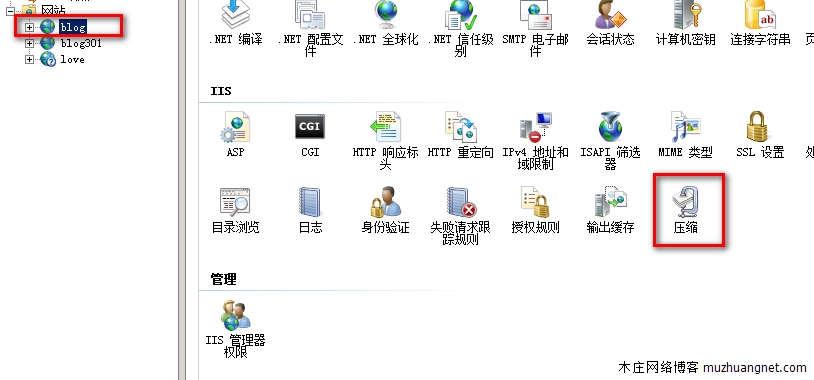 网站
blog
blog301
love
.NET 编译 .NET 配置文 .NET 全球化 .NET 信任级 SMTP 电子邮 会话状态 计算机密钥 连接字符串
件 别 件
IIS
ASP CGI HTTP 响应标 HTTP 重定向 IPv4 地址和 ISAPI 筛选 MIME 类型 SSL 设置
头 域限制 器
目录浏览 日志 身份验证 失败请求跟 授权规则 输出缓存 压缩
踪规则
管理
IIS 管理器
权限
木庄网络博客 muzhuangnet.com